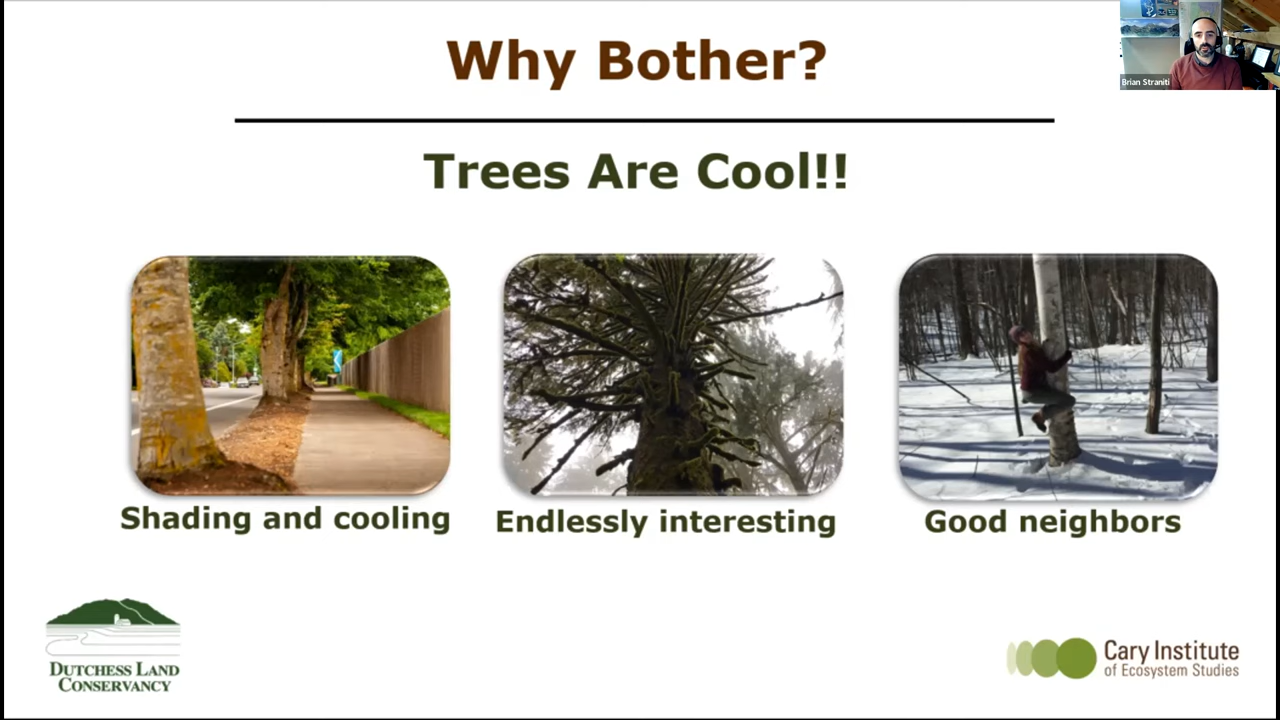 Why Bother?
Brian Straniti
Trees Are Cool!!
Shading and cooling
Endlessly interesting
Good neighbors
DUTCHESS LAND
CONSERVANCY
Cary Institute
of Ecosystem Studies